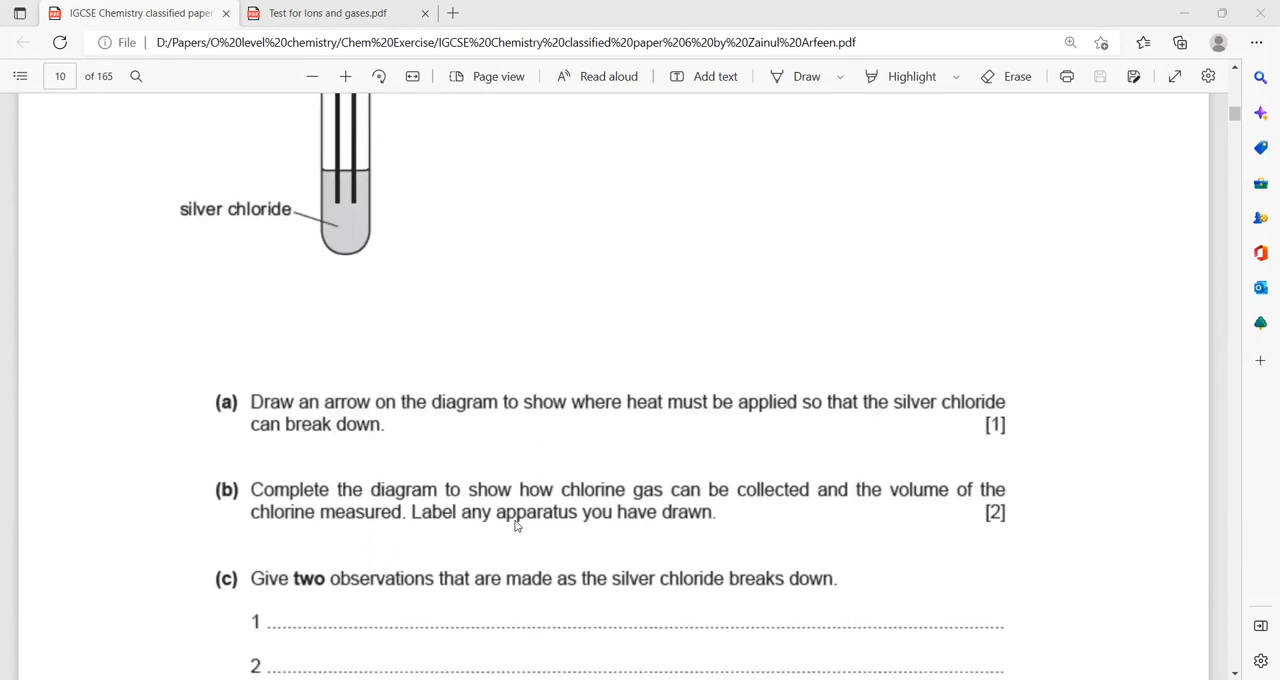 IGCSE Chemistry classified paper
Test for Ions and gases.pdf
File
D:/Papers/O%20level%20chemistry/Chem%20Exercise/IGCSE%20Chemistry%20classified%20paper%206%20by%20Zainul%20Arfeen.pdf
10 of 165
Page view
Read aloud
Add text
Draw
Highlight
Erase
silver chloride
(a) Draw an arrow on the diagram to show where heat must be applied so that the silver chloride
can break down. [1]
(b) Complete the diagram to show how chlorine gas can be collected and the volume of the
chlorine measured. Label any apparatus you have drawn. [2]
(c) Give two observations that are made as the silver chloride breaks down.
1
2